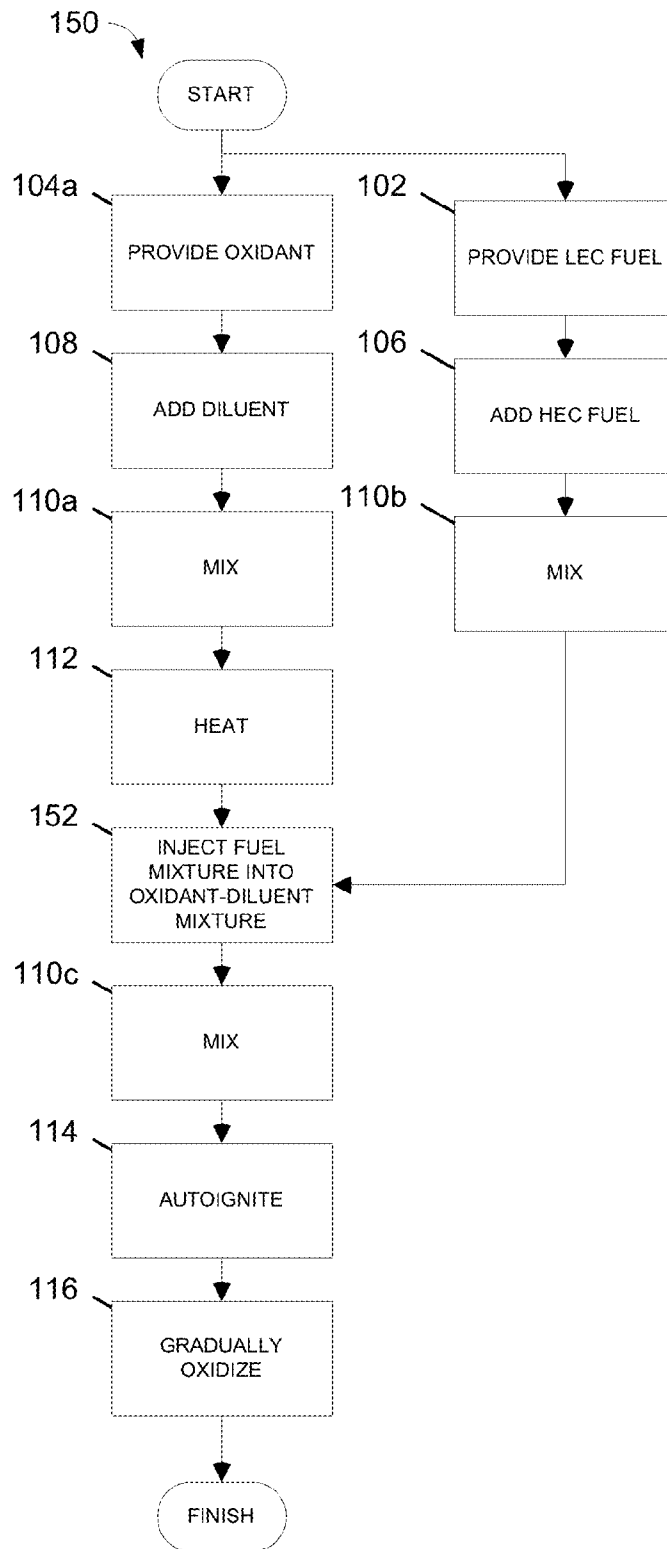 150
START
104a
PROVIDE OXIDANT
102
PROVIDE LEC FUEL
108
ADD DILUENT
106
ADD HEC FUEL
110a
MIX
110b
MIX
112
HEAT
152
INJECT FUEL
MIXTURE INTO
OXIDANT-DILUENT
MIXTURE
110c
MIX
114
AUTOIGNITE
116
GRADUALLY
OXIDIZE
FINISH